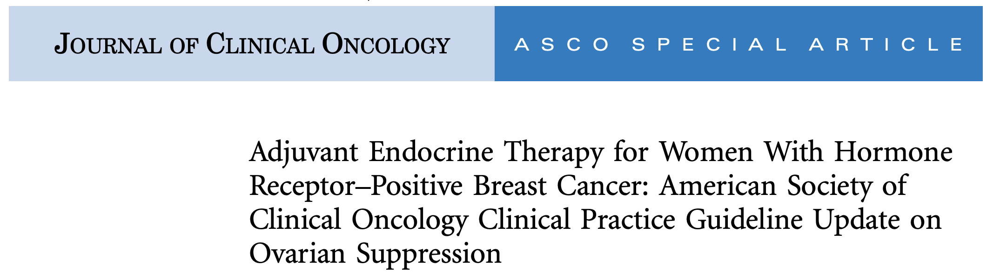 JOURNAL OF CLINICAL ONCOLOGY
ASCO SPECIAL ARTICLE
Adjuvant Endocrine Therapy for Women With Hormone
Receptor–Positive Breast Cancer: American Society of
Clinical Oncology Clinical Practice Guideline Update on
Ovarian Suppression